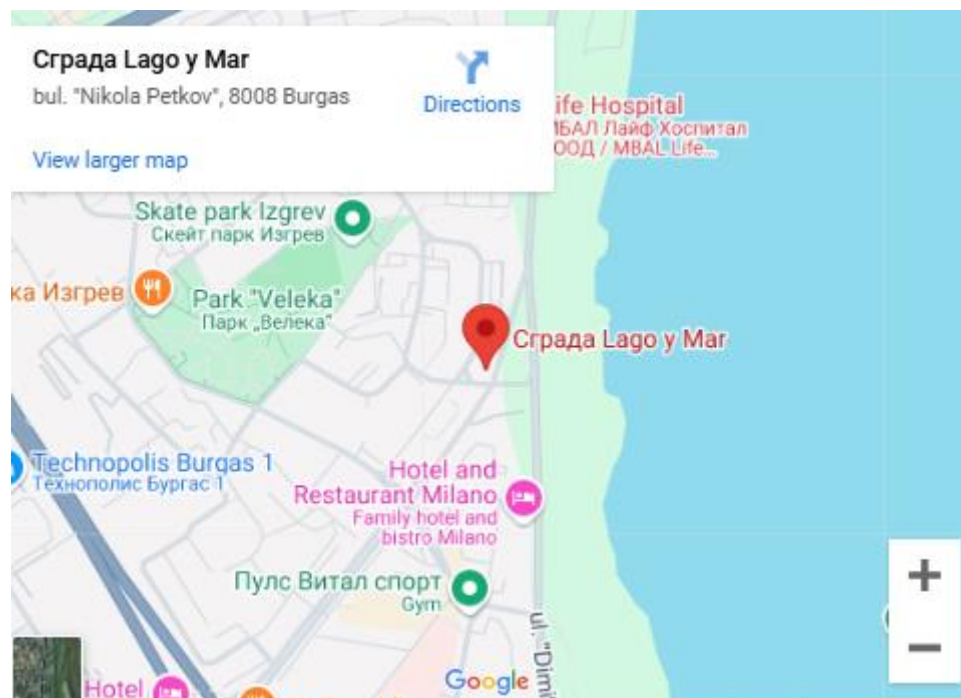 Сграда Lago y Mar
bul. "Nikola Petkov", 8008 Burgas
Directions
View larger map
ife Hospital
ІБАЛ Лайф Хоспитал
ООД / MBAL Life...
Skate park Izgrev
Скейт парк Изгрев
ка Изгрев
Park "Veleka"
Парк „Велека"
Сграда Lago y Mar
Technopolis Burgas 1
Технополис Бургас 1
Hotel and
Restaurant Milano
Family hotel and
bistro Milano
Пулс Витал спорт
Gym
ul. "Dimi
Hotel
Google
+
−